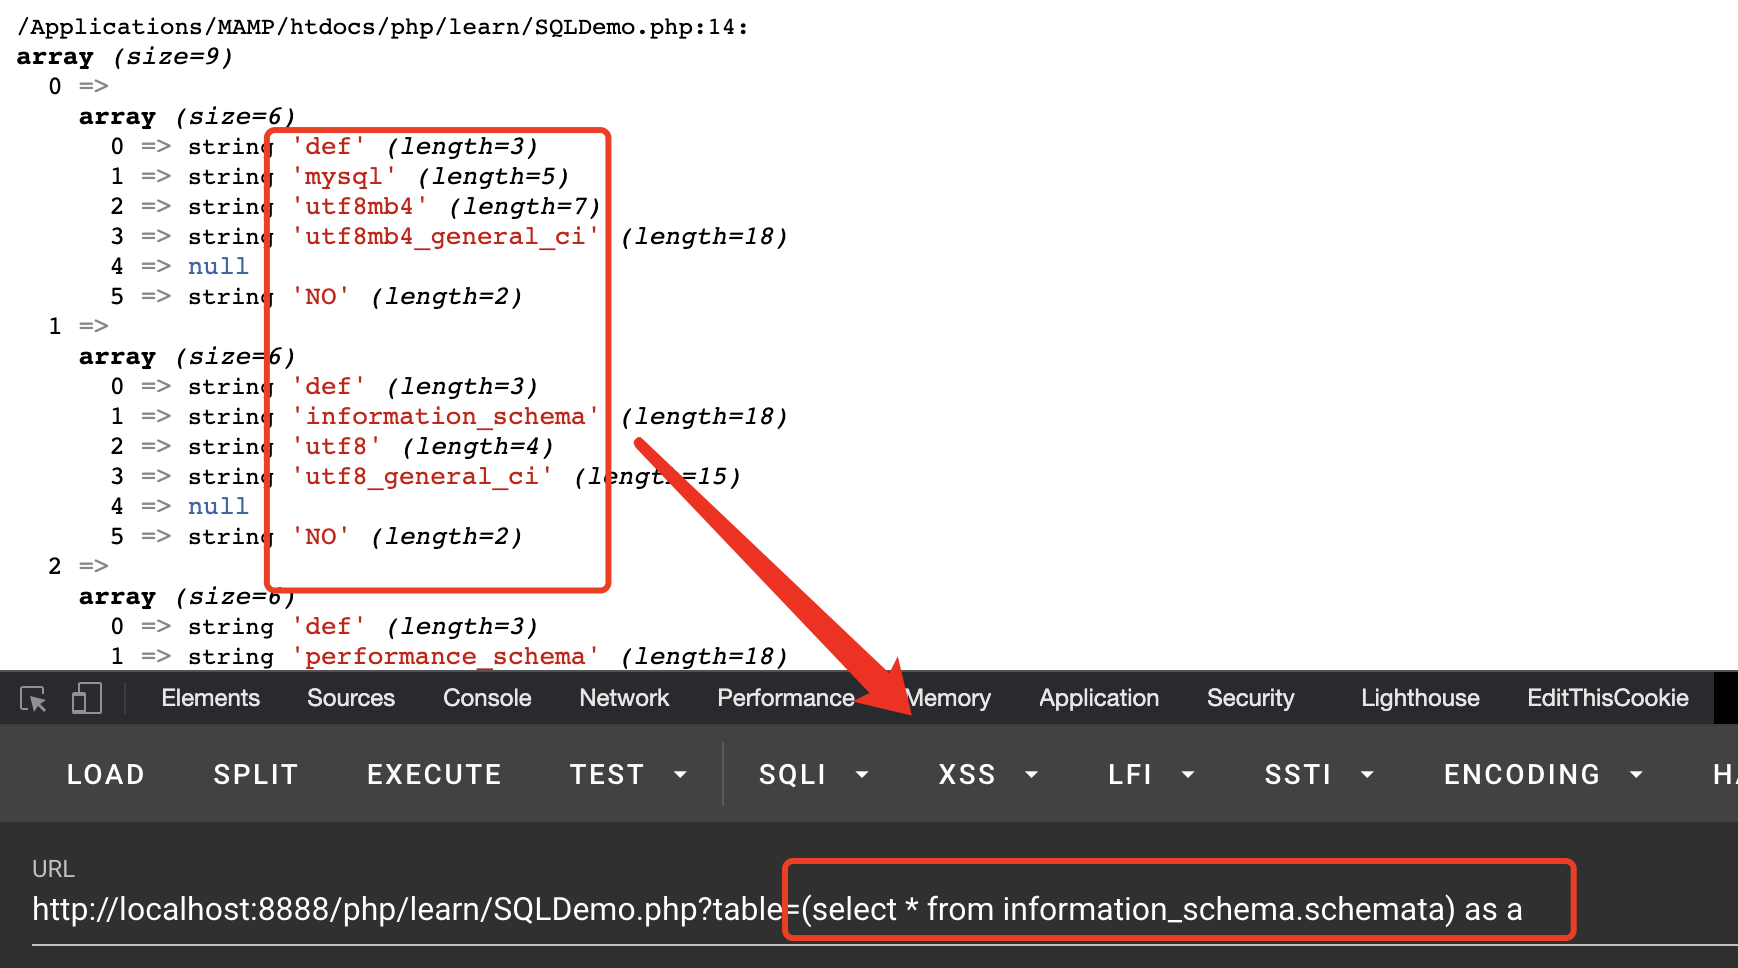 /Applications/MAMP/htdocs/php/learn/SQLDemo.php:14:
array (size=9)
0 =>
array (size=6)
0 => string 'def' (length=3)
1 => string 'mysql' (length=5)
2 => string 'utf8mb4' (length=7)
3 => string 'utf8mb4_general_ci' (length=18)
4 => null
5 => string 'NO' (length=2)
1 =>
array (size=6)
0 => string 'def' (length=3)
1 => string 'information_schema' (length=18)
2 => string 'utf8' (length=4)
3 => string 'utf8_general_ci' (length=15)
4 => null
5 => string 'NO' (length=2)
2 =>
array (size=6)
0 => string 'def' (length=3)
1 => string 'performance_schema' (length=18)
Elements Sources Console Network Performance Memory Application Security Lighthouse EditThisCookie
LOAD SPLIT EXECUTE TEST SQLI XSS LFI SSTI ENCODING
URL
http://localhost:8888/php/learn/SQLDemo.php?table=(select * from information_schema.schemata) as a